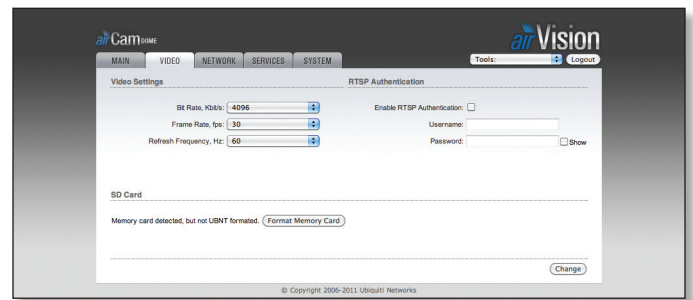 airCam DOME
airVision
MAIN VIDEO NETWORK SERVICES SYSTEM
Tools: Logout
Video Settings
Bit Rate, Kbit/s: 4096
Frame Rate, fps: 30
Refresh Frequency, Hz: 60
RTSP Authentication
Enable RTSP Authentication:
Username:
Password: Show
SD Card
Memory card detected, but not UBNT formated. Format Memory Card
Change
© Copyright 2006-2011 Ubiquiti Networks